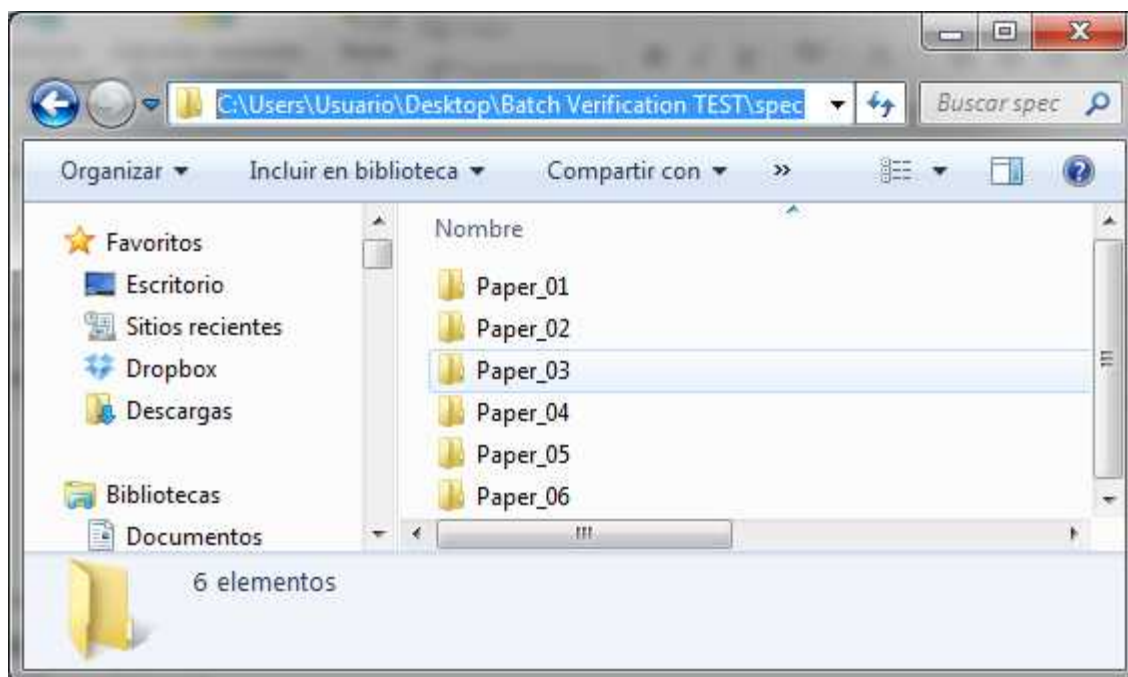 C:\Users\Usuario\Desktop\Batch Verification TEST\spec
Buscar spec
Organizar Incluir en biblioteca Compartir con »
Favoritos
Escritorio
Sitios recientes
Dropbox
Descargas
Bibliotecas
Documentos
Nombre
Paper_01
Paper_02
Paper_03
Paper_04
Paper_05
Paper_06
6 elementos